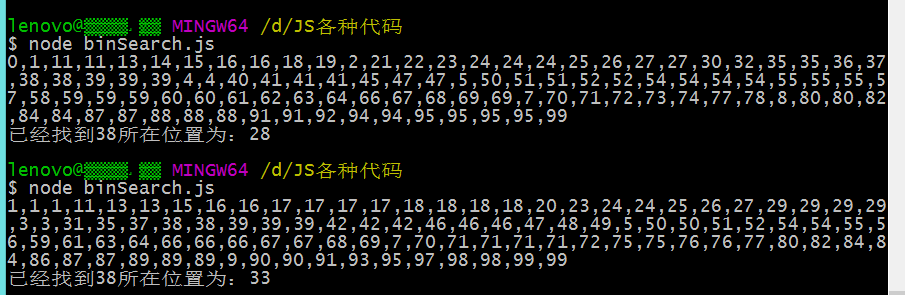 lenovo@ MINGW64 /d/JS各种代码
$ node binSearch.js
0,1,11,11,13,14,15,16,16,18,19,2,21,22,23,24,24,24,25,26,27,27,30,32,35,35,36,37
,38,38,39,39,39,4,4,40,41,41,41,45,47,47,5,50,51,51,52,52,54,54,54,54,55,55,55,5
7,58,59,59,59,60,60,61,62,63,64,66,67,68,69,69,7,70,71,72,73,74,77,78,8,80,80,82
,84,84,87,87,88,88,88,91,91,92,94,94,95,95,95,95,99
已经找到38所在位置为：28
lenovo@ MINGW64 /d/JS各种代码
$ node binSearch.js
1,1,1,11,13,13,15,16,16,17,17,17,17,18,18,18,18,20,23,24,24,25,26,27,29,29,29,29
,3,3,31,35,37,38,38,39,39,39,42,42,42,46,46,46,47,48,49,5,50,50,51,52,54,54,55,5
6,59,61,63,64,66,66,66,67,67,68,69,7,70,71,71,71,71,72,75,75,76,76,77,80,82,84,8
4,86,87,87,89,89,89,9,90,90,91,93,95,97,98,98,99,99
已经找到38所在位置为：33